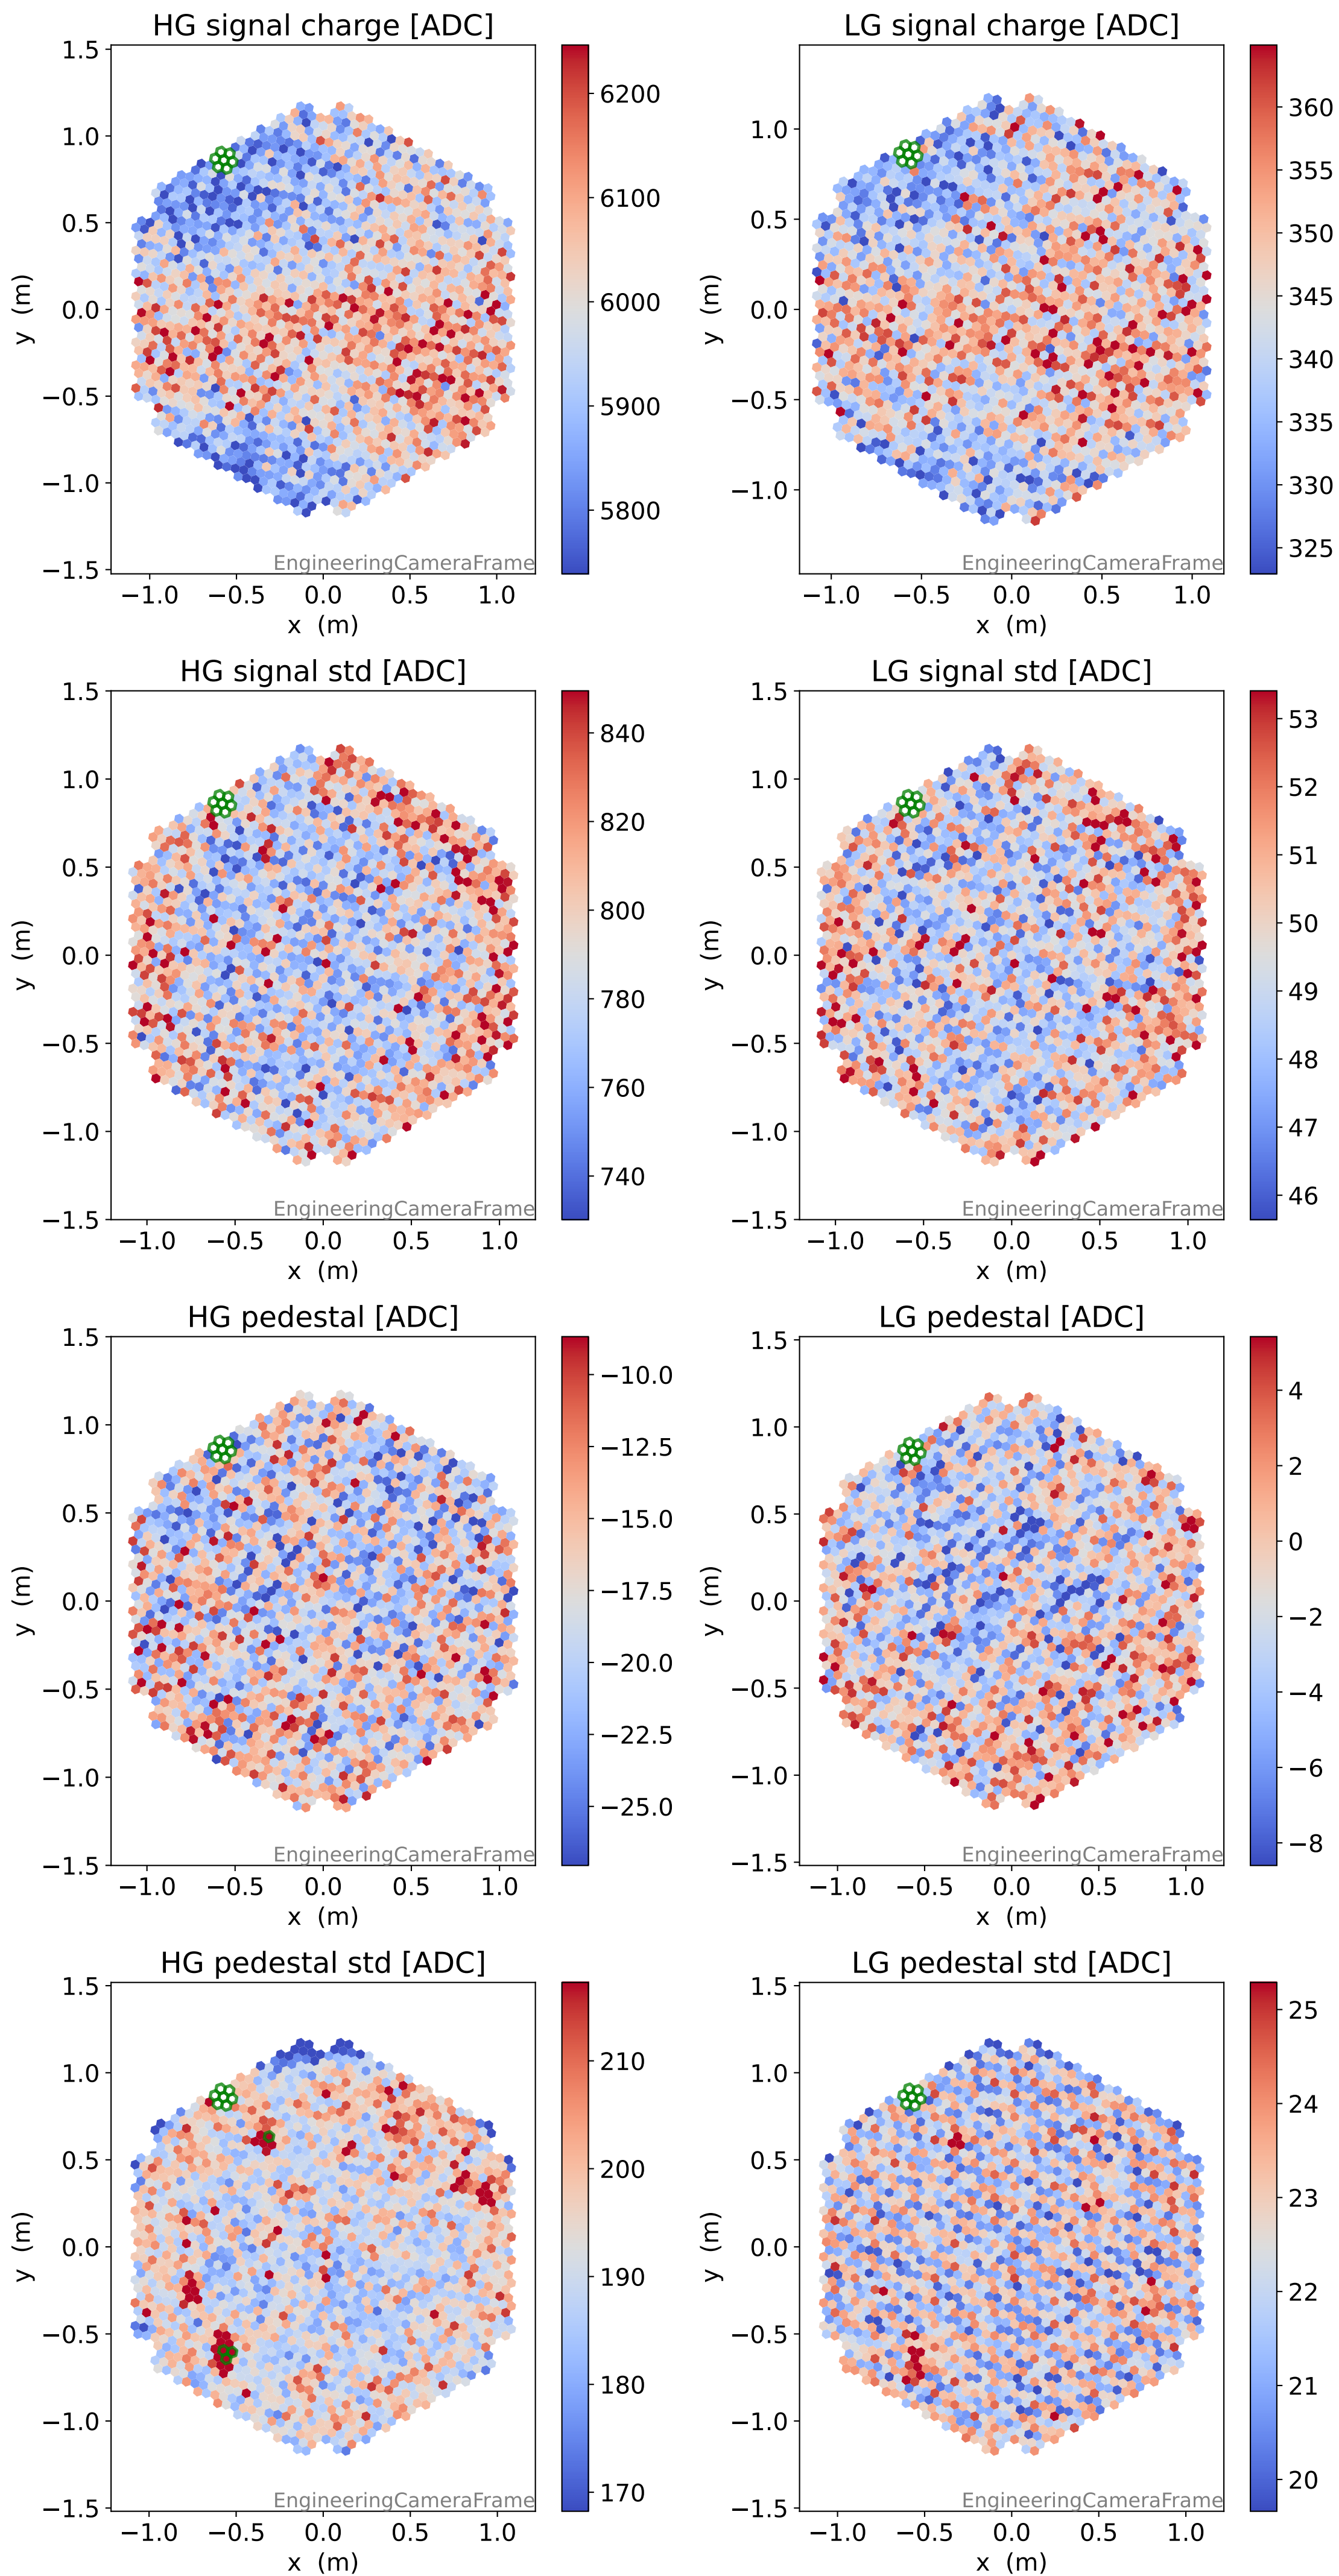 HG signal charge [ADC]
1.5
1.0
0.5
0.0
−0.5
−1.0
−1.5
y (m)
−1.0 −0.5 0.0 0.5 1.0
x (m)
EngineeringCameraFrame
6200
6100
6000
5900
5800
LG signal charge [ADC]
1.0
0.5
0.0
−0.5
−1.0
y (m)
−1.0 −0.5 0.0 0.5 1.0
x (m)
EngineeringCameraFrame
360
355
350
345
340
335
330
325
HG signal std [ADC]
1.5
1.0
0.5
0.0
−0.5
−1.0
−1.5
y (m)
−1.0 −0.5 0.0 0.5 1.0
x (m)
EngineeringCameraFrame
840
820
800
780
760
740
LG signal std [ADC]
1.5
1.0
0.5
0.0
−0.5
−1.0
−1.5
y (m)
−1.0 −0.5 0.0 0.5 1.0
x (m)
EngineeringCameraFrame
53
52
51
50
49
48
47
46
HG pedestal [ADC]
1.5
1.0
0.5
0.0
−0.5
−1.0
−1.5
y (m)
−1.0 −0.5 0.0 0.5 1.0
x (m)
EngineeringCameraFrame
−10.0
−12.5
−15.0
−17.5
−20.0
−22.5
−25.0
LG pedestal [ADC]
1.5
1.0
0.5
0.0
−0.5
−1.0
−1.5
y (m)
−1.0 −0.5 0.0 0.5 1.0
x (m)
EngineeringCameraFrame
4
2
0
−2
−4
−6
−8
HG pedestal std [ADC]
1.5
1.0
0.5
0.0
−0.5
−1.0
−1.5
y (m)
−1.0 −0.5 0.0 0.5 1.0
x (m)
EngineeringCameraFrame
210
200
190
180
170
LG pedestal std [ADC]
1.5
1.0
0.5
0.0
−0.5
−1.0
−1.5
y (m)
−1.0 −0.5 0.0 0.5 1.0
x (m)
EngineeringCameraFrame
25
24
23
22
21
20